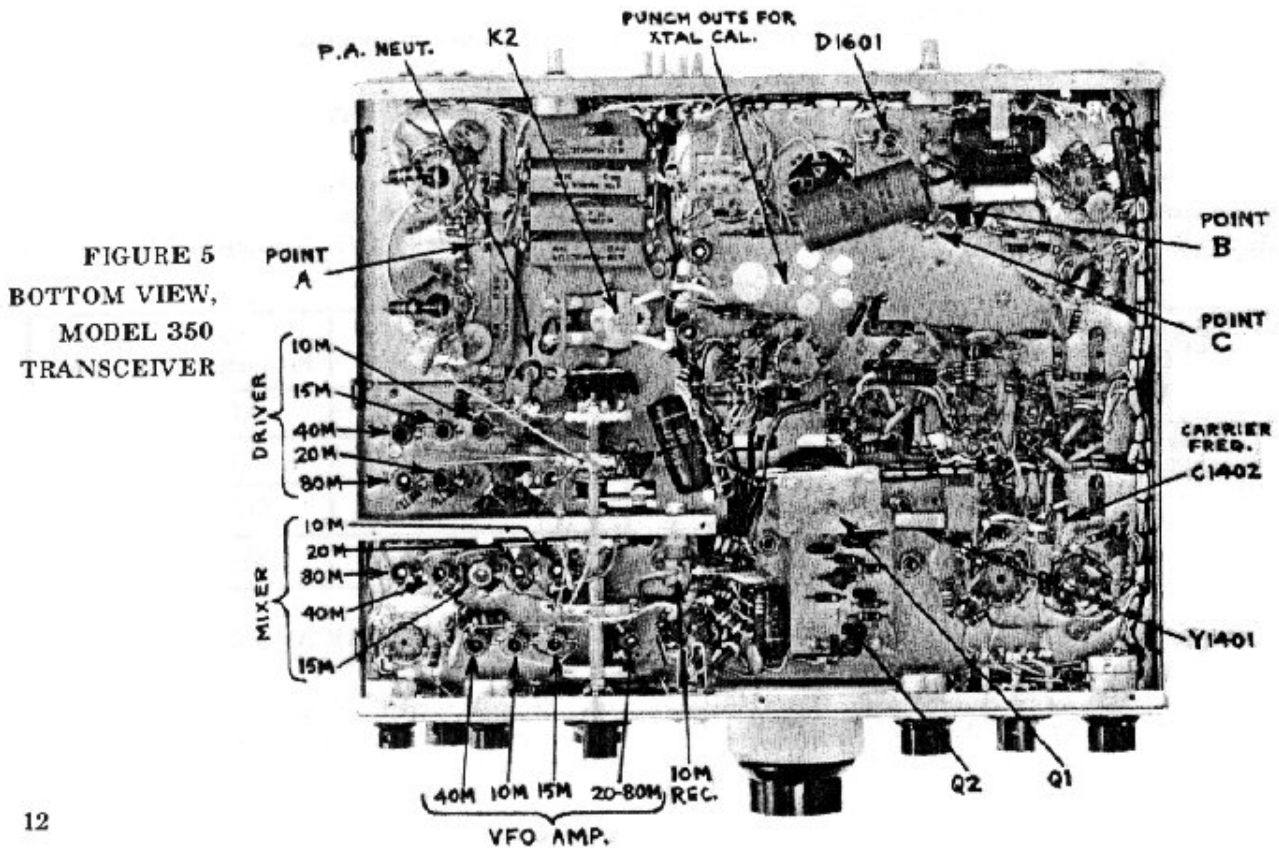 PUNCH OUTS FOR
XTAL CAL.
K2
D1601
P.A. NEUT.
POINT
A
POINT
B
POINT
C
FIGURE 5
BOTTOM VIEW,
MODEL 350
TRANSCEIVER
DRIVER
10M
15M
40M
20M
80M
CARRIER
FREQ.
C1402
MIXER
10M
20M
80M
40M
15M
Y1401
40M
10M
15M
20-80M
10M
REC.
VFO AMP.
Q2
Q1
12